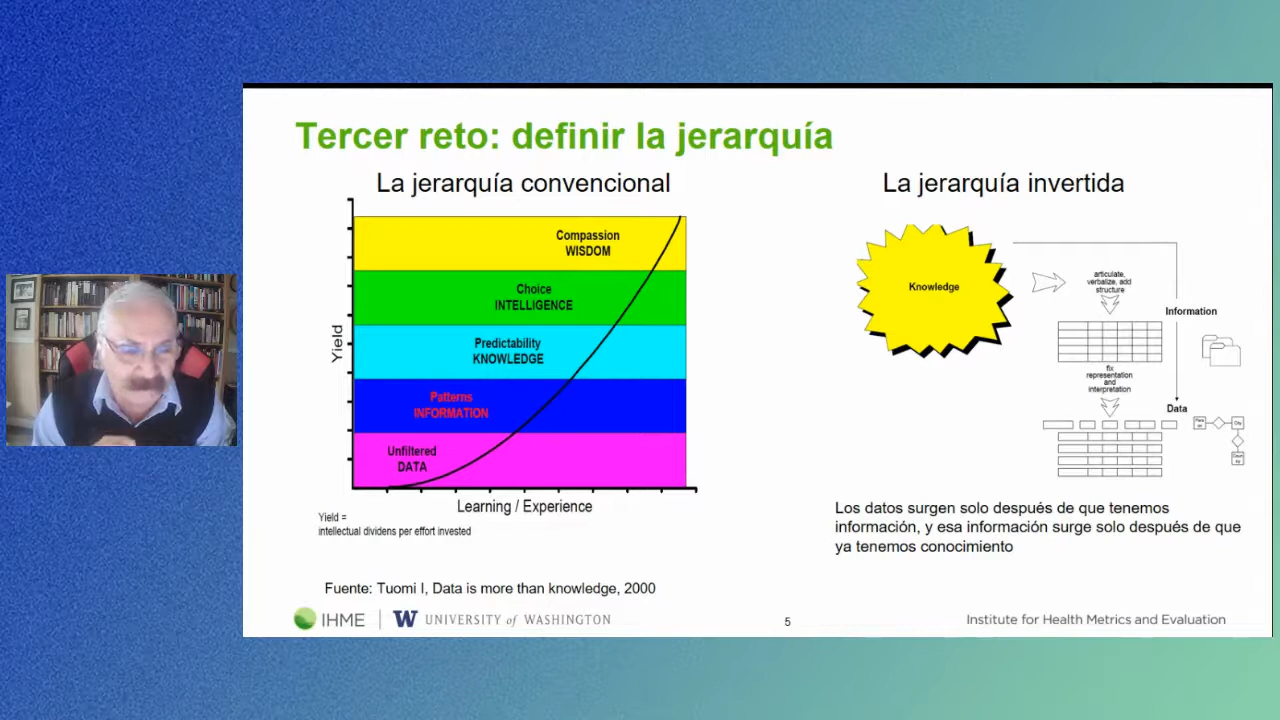 Tercer reto: definir la jerarquía
La jerarquía convencional
Compassion
WISDOM
Choice
INTELLIGENCE
Predictability
KNOWLEDGE
Patterns
INFORMATION
Unfiltered
DATA
Yield
Learning / Experience
Yield =
intellectual dividens per effort invested
Fuente: Tuomi I, Data is more than knowledge, 2000
La jerarquía invertida
Knowledge
articulate,
verbalize, add
structure
Information
fix
representation
and
interpretation
Data
City
Los datos surgen solo después de que tenemos
información, y esa información surge solo después de que
ya tenemos conocimiento
IHME
W UNIVERSITY of WASHINGTON
5
Institute for Health Metrics and Evaluation